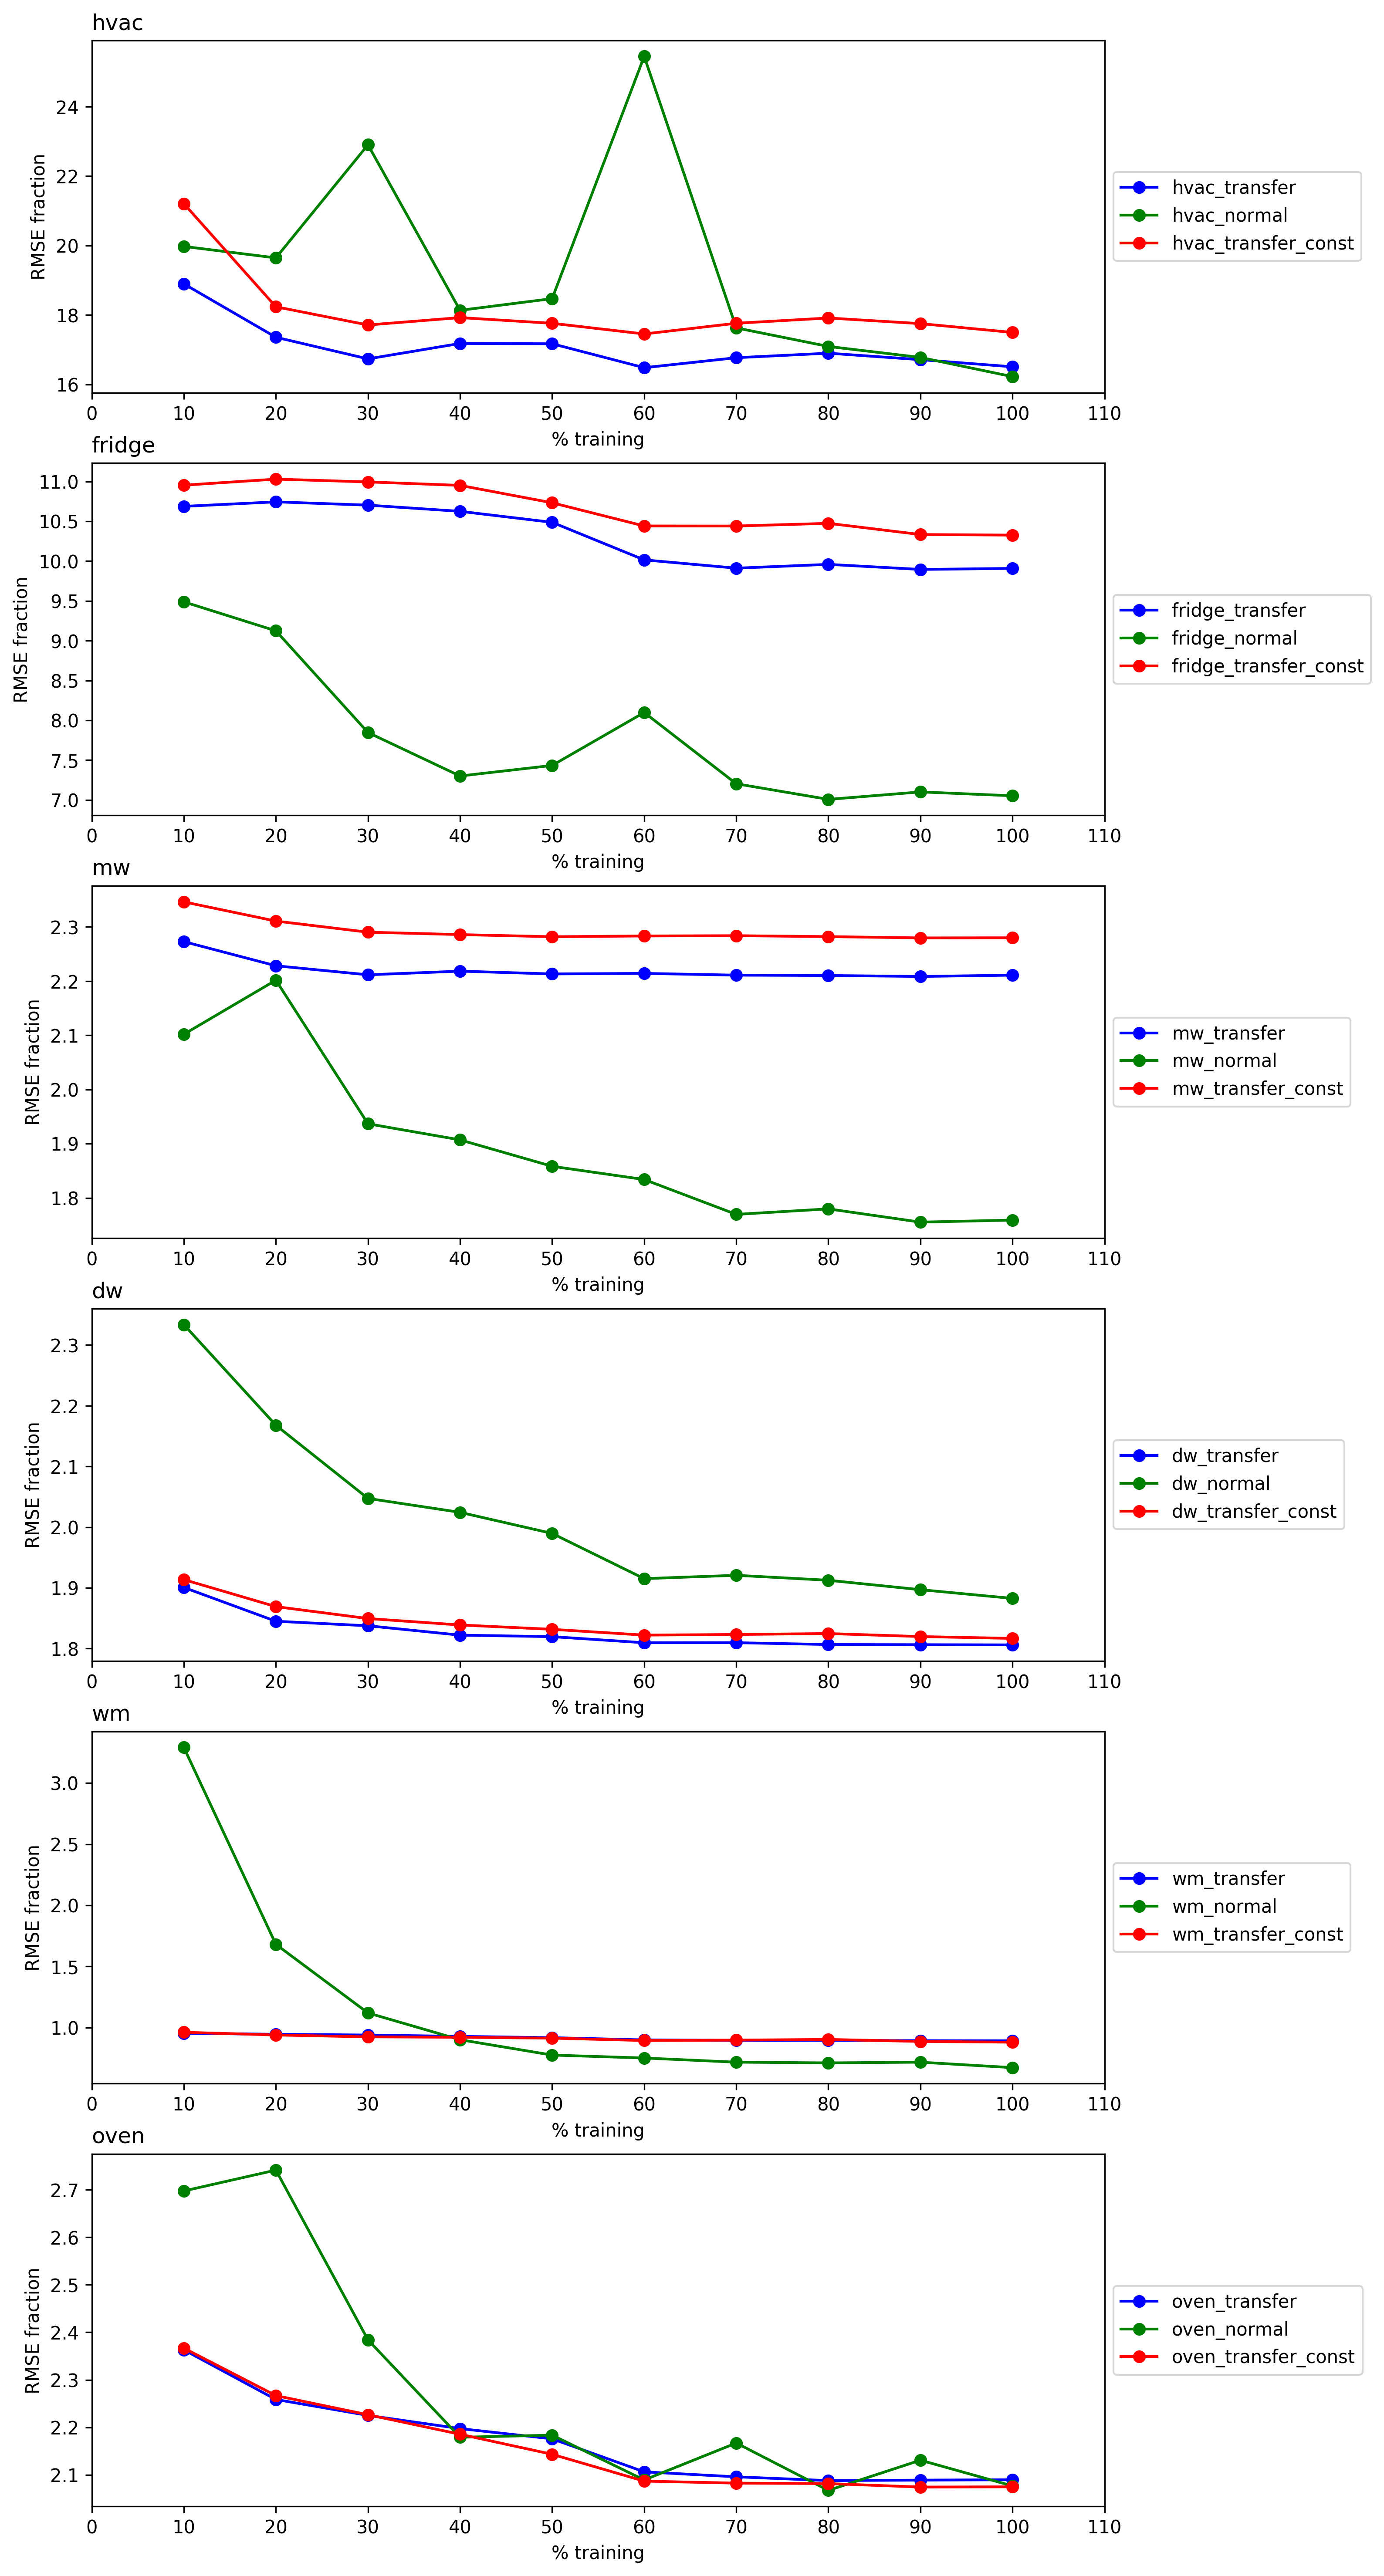 hvac
24
22
20
18
16
RMSE fraction
0 10 20 30 40 50 60 70 80 90 100 110
% training
hvac_transfer
hvac_normal
hvac_transfer_const
fridge
11.0
10.5
10.0
9.5
9.0
8.5
8.0
7.5
7.0
RMSE fraction
0 10 20 30 40 50 60 70 80 90 100 110
% training
fridge_transfer
fridge_normal
fridge_transfer_const
mw
2.3
2.2
2.1
2.0
1.9
1.8
RMSE fraction
0 10 20 30 40 50 60 70 80 90 100 110
% training
mw_transfer
mw_normal
mw_transfer_const
dw
2.3
2.2
2.1
2.0
1.9
1.8
RMSE fraction
0 10 20 30 40 50 60 70 80 90 100 110
% training
dw_transfer
dw_normal
dw_transfer_const
wm
3.0
2.5
2.0
1.5
1.0
RMSE fraction
0 10 20 30 40 50 60 70 80 90 100 110
% training
wm_transfer
wm_normal
wm_transfer_const
oven
2.7
2.6
2.5
2.4
2.3
2.2
2.1
RMSE fraction
0 10 20 30 40 50 60 70 80 90 100 110
% training
oven_transfer
oven_normal
oven_transfer_const